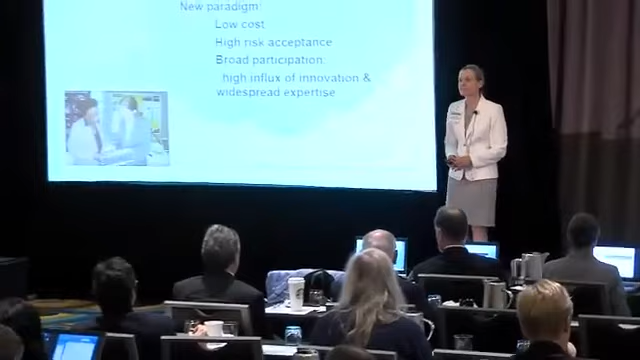 New paradigm:
Low cost
High risk acceptance
Broad participation:
high influx of innovation &
widespread expertise